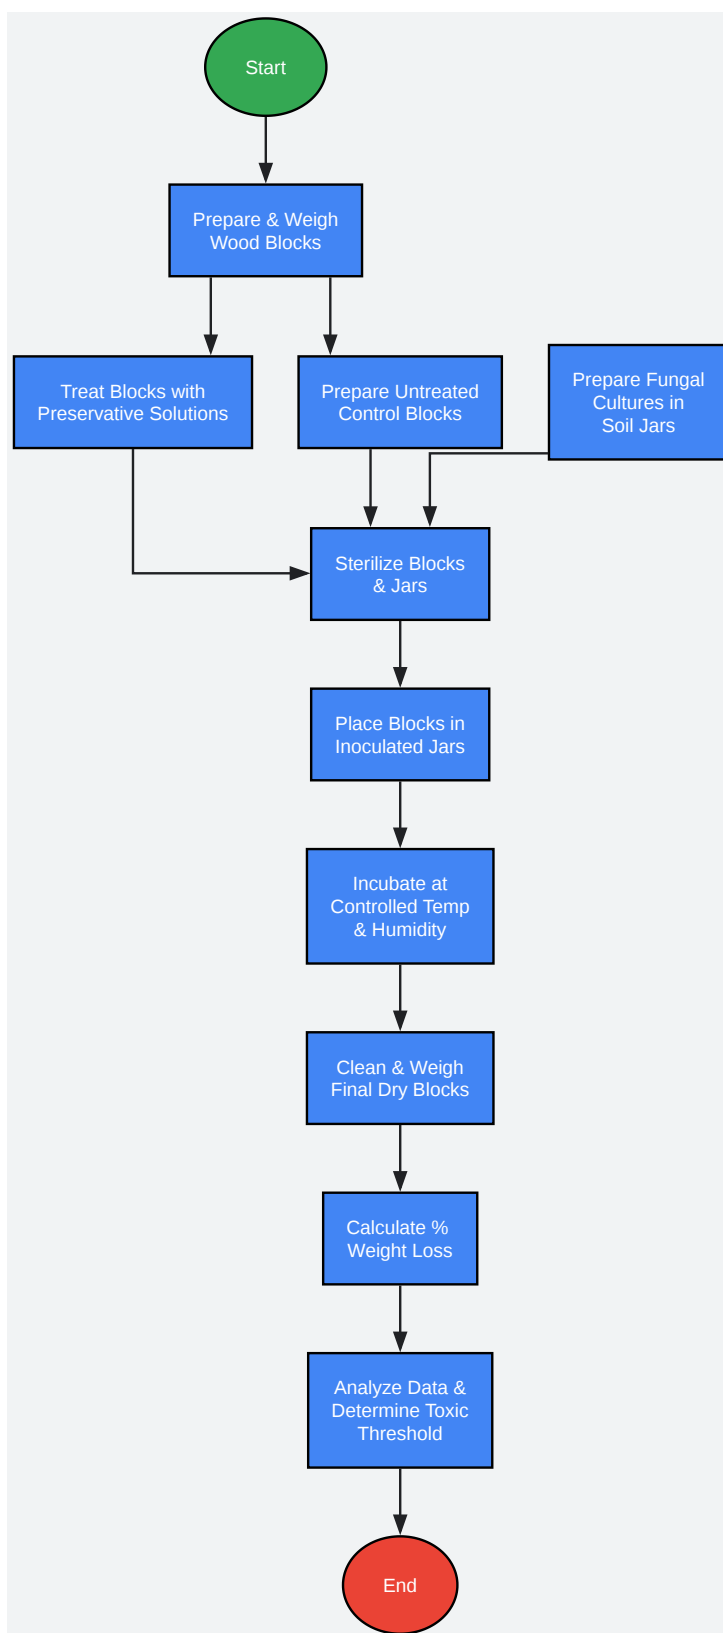 Start
Prepare & Weigh
Wood Blocks
Treat Blocks with
Preservative Solutions
Prepare Untreated
Control Blocks
Prepare Fungal
Cultures in
Soil Jars
Sterilize Blocks
& Jars
Place Blocks in
Inoculated Jars
Incubate at
Controlled Temp
& Humidity
Clean & Weigh
Final Dry Blocks
Calculate %
Weight Loss
Analyze Data &
Determine Toxic
Threshold
End